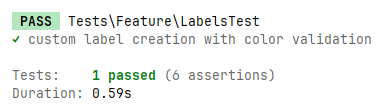 PASS Tests\Feature\LabelsTest
✓ custom label creation with color validation
Tests: 1 passed (6 assertions)
Duration: 0.59s